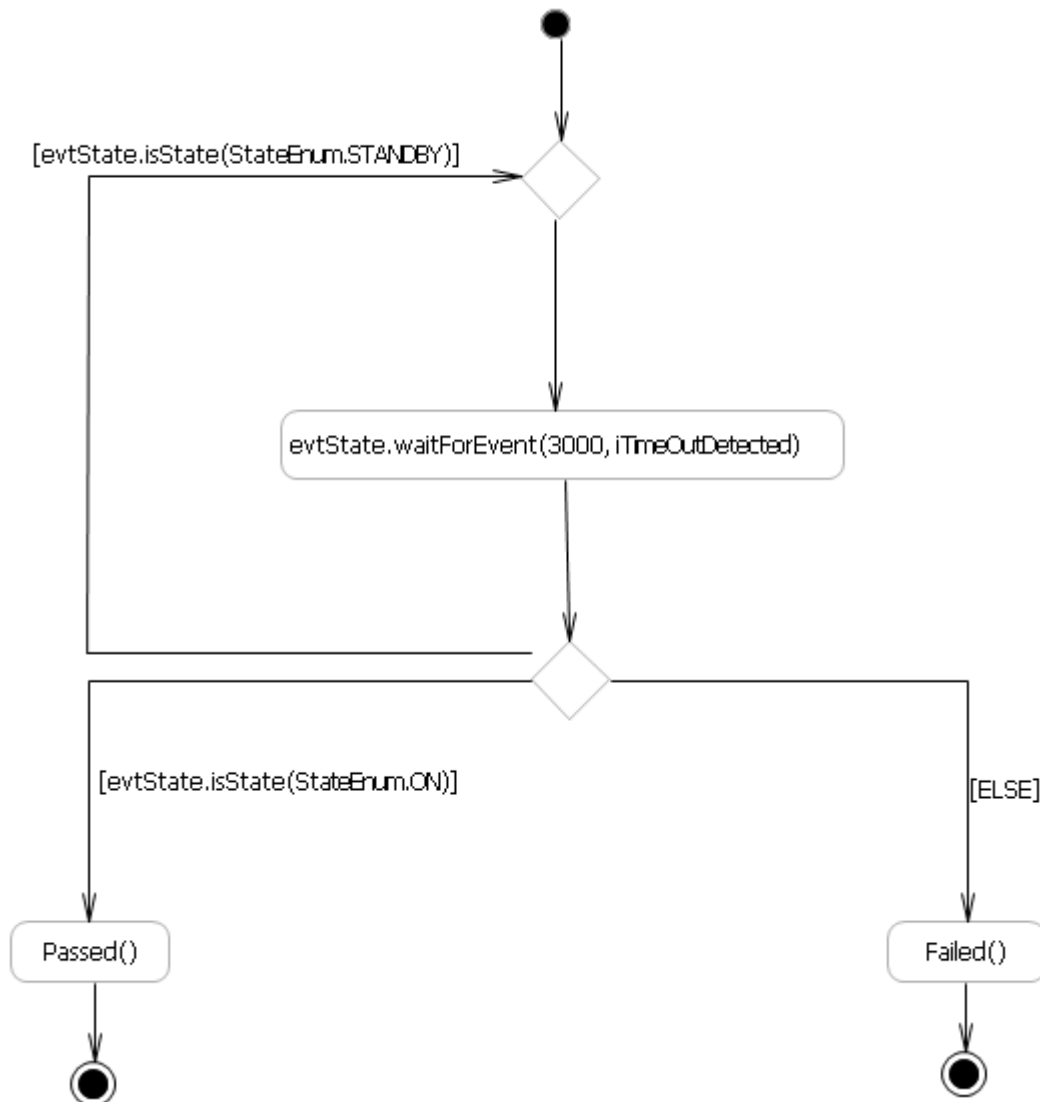 [evtState.isState(StateEnum.STANDBY)]
evtState.waitForEvent(3000, iTimeOutDetected)
[evtState.isState(StateEnum.ON)]
[ELSE]
Passed()
Failed()